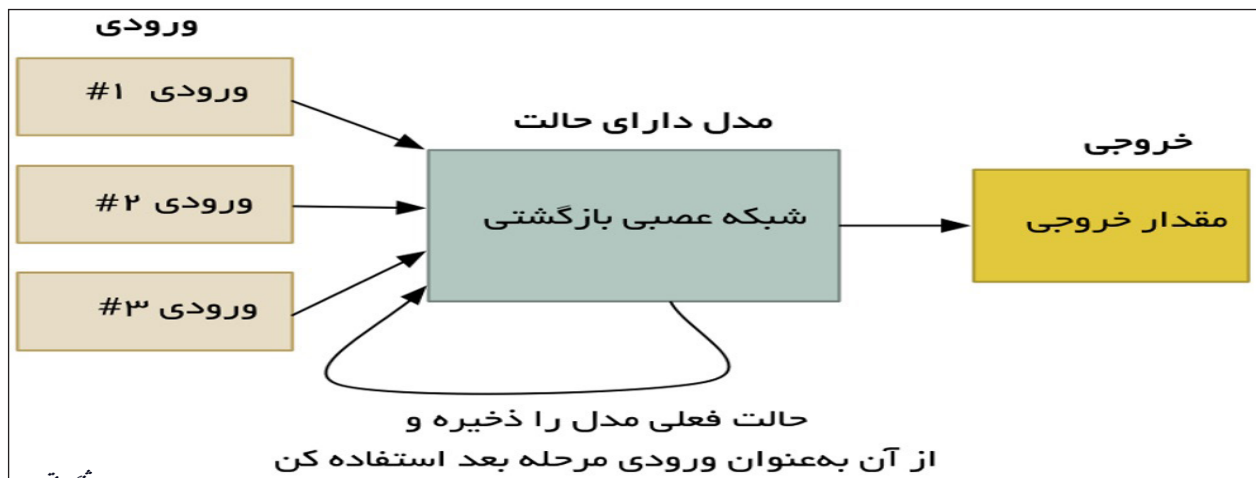 ورودی
ورودی #۱
ورودی #۲
ورودی #۳
مدل دارای حالت
شبکه عصبی بازگشتی
خروجی
مقدار خروجی
حالت فعلی مدل را ذخیره و
از آن به‌عنوان ورودی مرحله بعد استفاده کن